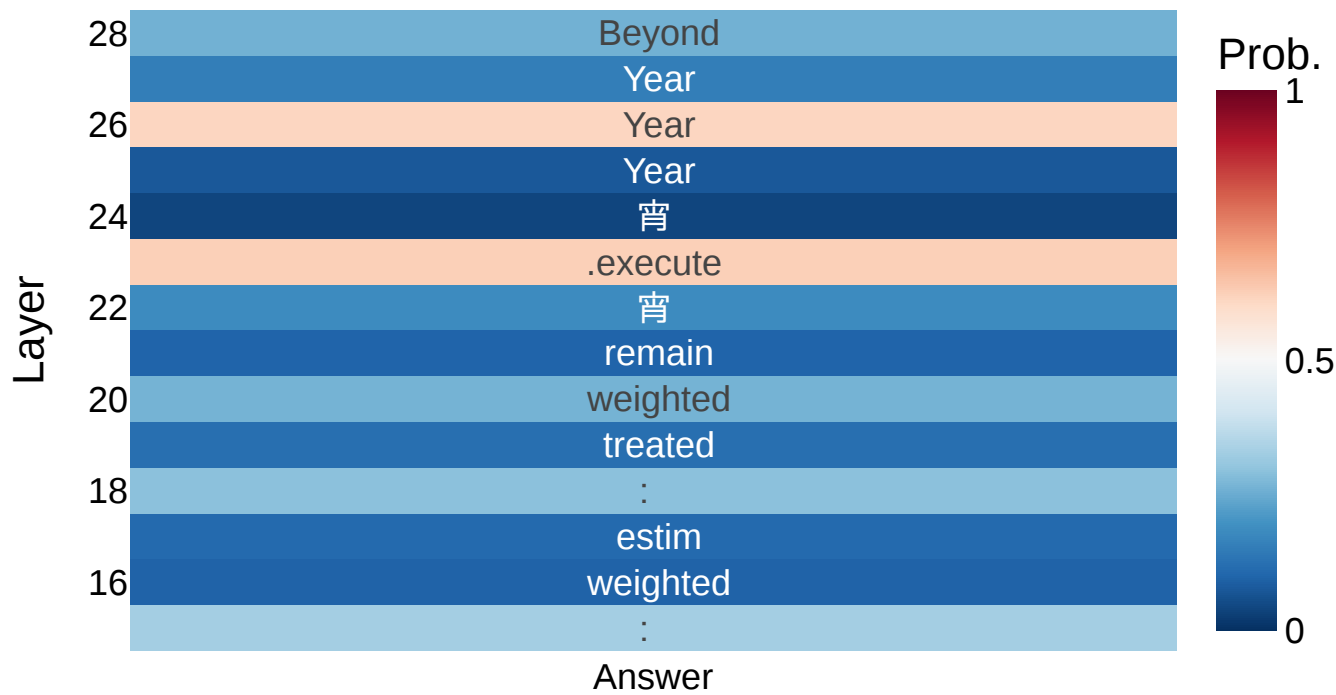 28 Beyond
Year
26 Year
Year
24 宵
.execute
22 宵
remain
20 weighted
treated
18 :
estim
16 weighted
:
Answer
Layer
Prob.
1
0.5
0